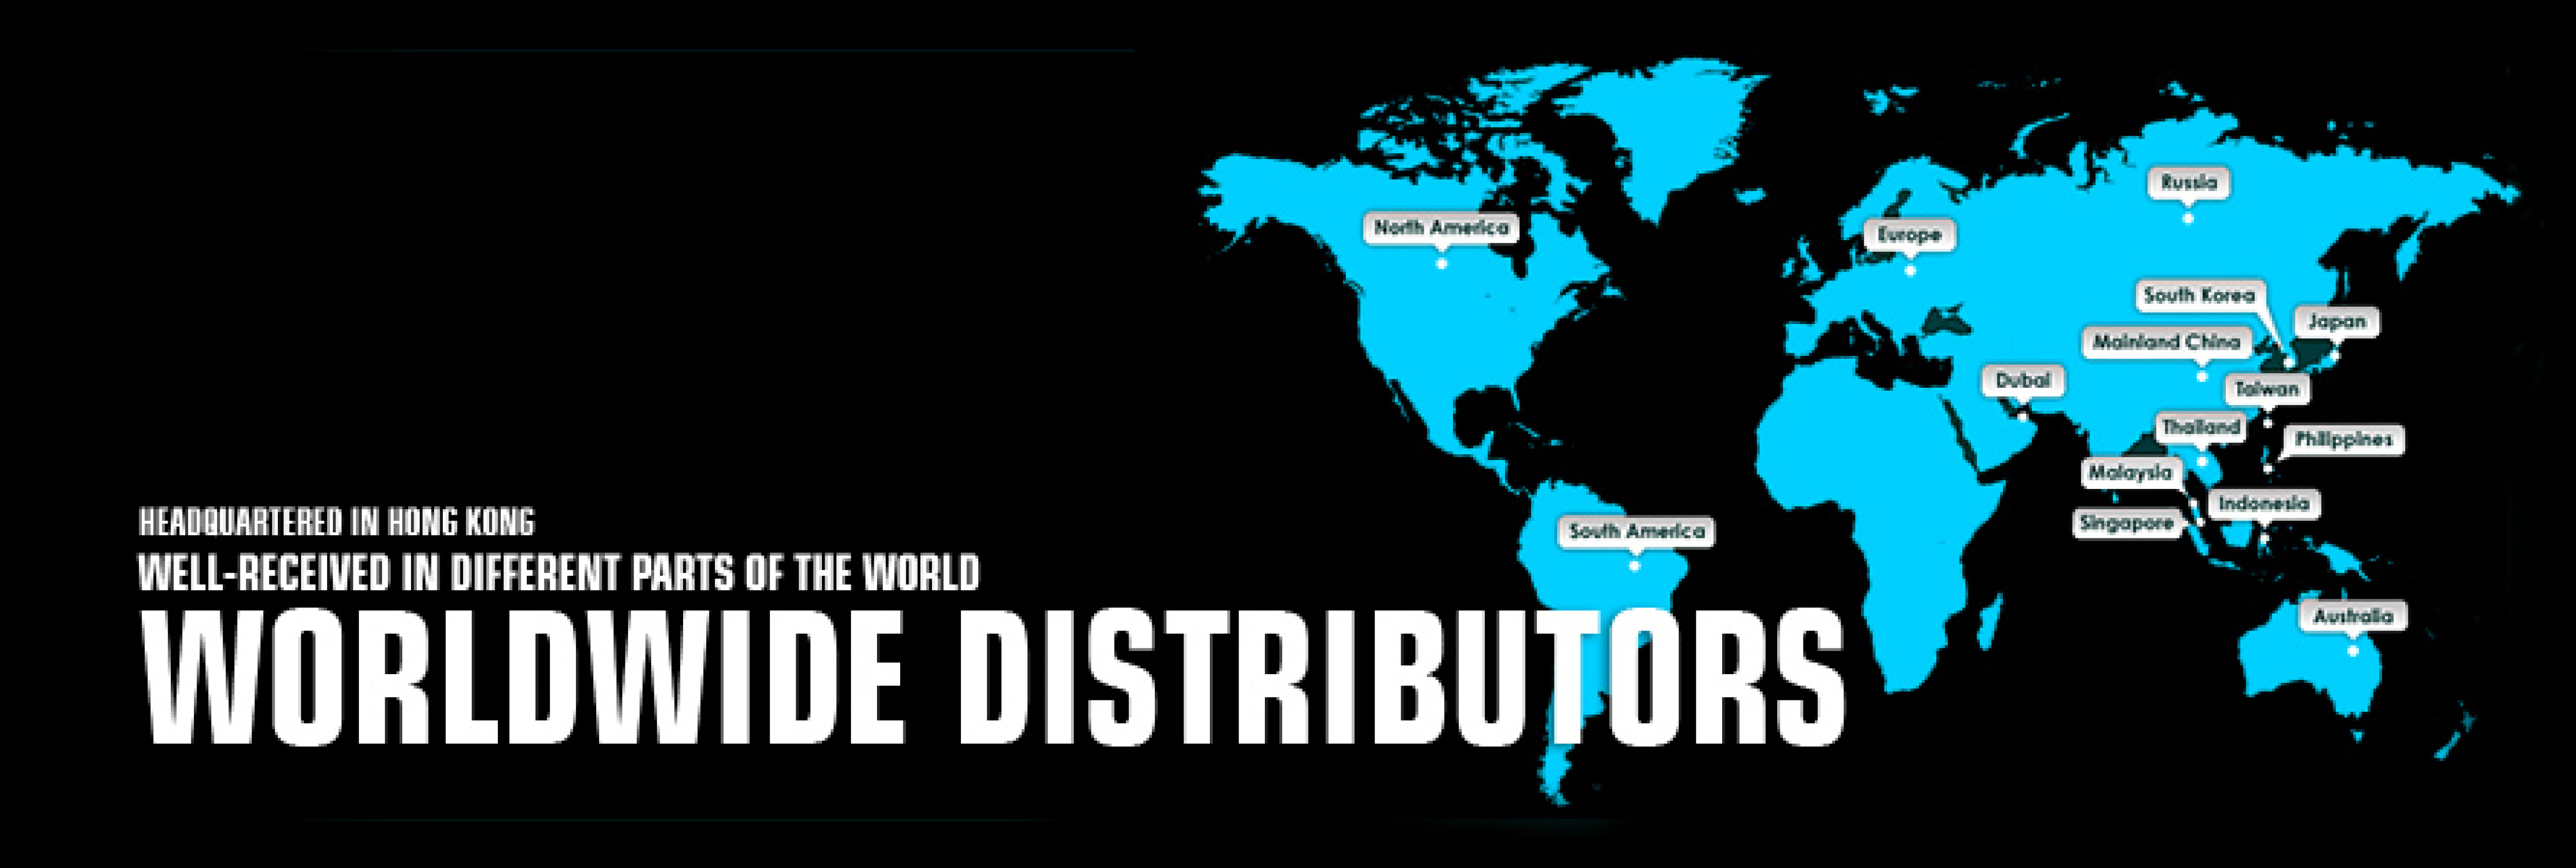 Russia
North America
Europe
South Korea
Japan
Mainland China
Dubai
Taiwan
Thailand
Philippines
Malaysia
Indonesia
Singapore
South America
Australia
HEADQUARTERED IN HONG KONG
WELL-RECEIVED IN DIFFERENT PARTS OF THE WORLD
WORLDWIDE DISTRIBUTORS